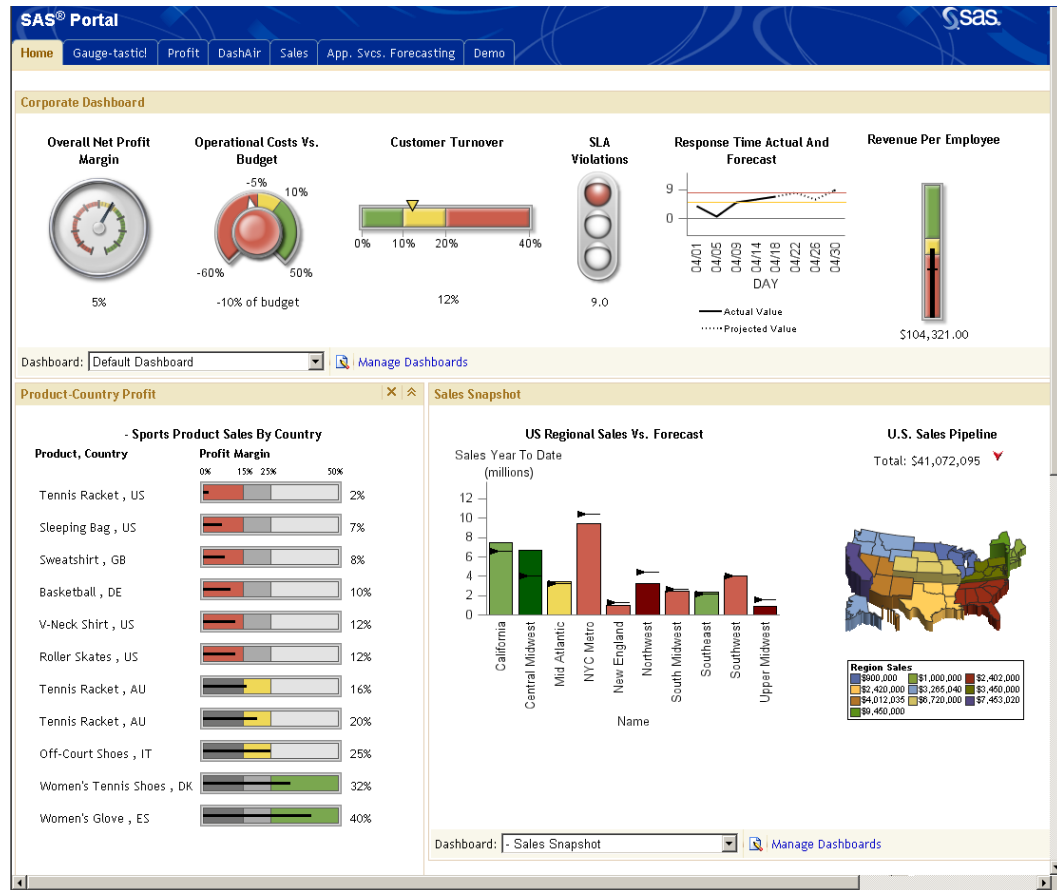 SAS® Portal
sas.
Home Gauge-tastic! Profit DashAir Sales App. Svcs. Forecasting Demo
Corporate Dashboard
Overall Net Profit
Margin
5%
Operational Costs Vs.
Budget
-5%
10%
-60%
50%
-10% of budget
Customer Turnover
0% 10% 20% 40%
12%
SLA
Violations
9.0
Response Time Actual And
Forecast
9
0
04/01 04/05 04/09 04/14 04/18 04/22 04/26 04/30
DAY
Actual Value
Projected Value
Revenue Per Employee
$104,321.00
Dashboard: Default Dashboard Manage Dashboards
Product-Country Profit
- Sports Product Sales By Country
Product, Country Profit Margin
0% 15% 25% 50%
Tennis Racket , US 2%
Sleeping Bag , US 7%
Sweatshirt , GB 8%
Basketball , DE 10%
V-Neck Shirt , US 12%
Roller Skates , US 12%
Tennis Racket , AU 16%
Tennis Racket , AU 20%
Off-Court Shoes , IT 25%
Women's Tennis Shoes , DK 32%
Women's Glove , ES 40%
Sales Snapshot
US Regional Sales Vs. Forecast
Sales Year To Date
(millions)
12
10
8
6
4
2
0
California
Central Midwest
Mid Atlantic
NYC Metro
New England
Northwest
South Midwest
Southeast
Southwest
Upper Midwest
Name
U.S. Sales Pipeline
Total: $41,072,095
Region Sales
$900,000 $1,000,000 $2,402,000
$2,420,000 $3,265,040 $3,450,000
$4,012,035 $6,720,000 $7,453,020
$9,450,000
Dashboard: - Sales Snapshot Manage Dashboards